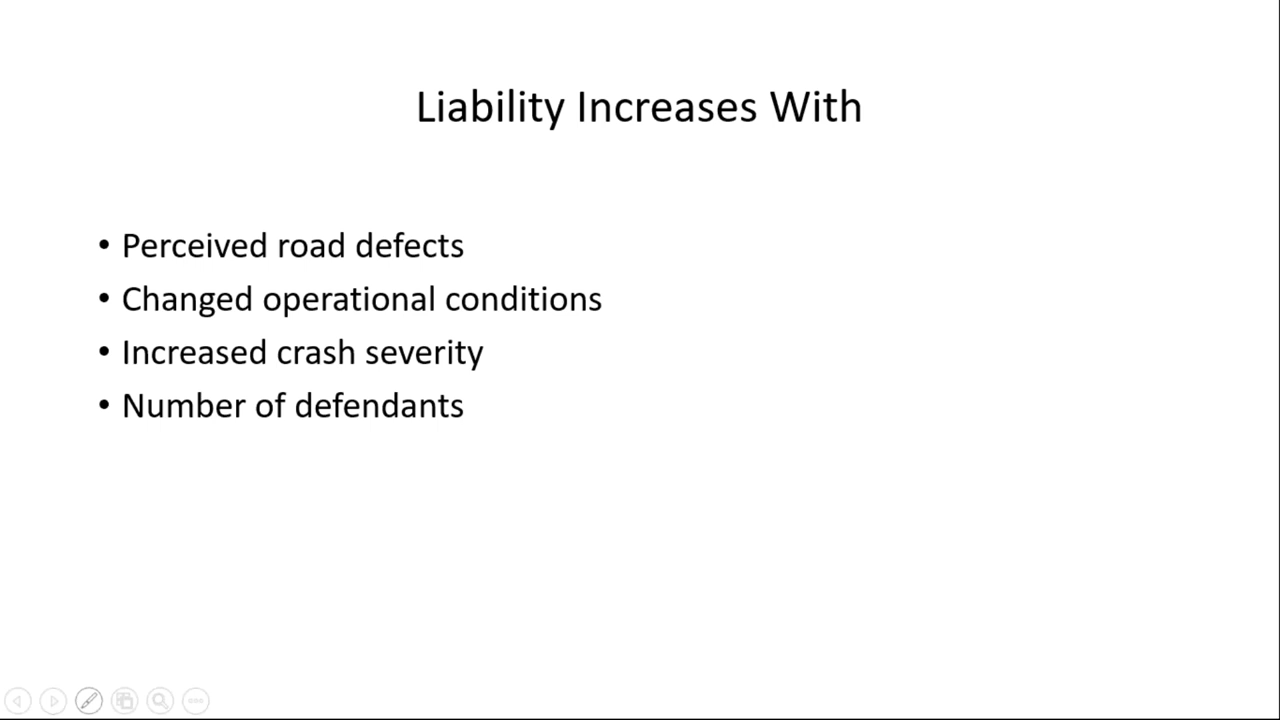 Liability Increases With
• Perceived road defects
• Changed operational conditions
• Increased crash severity
• Number of defendants